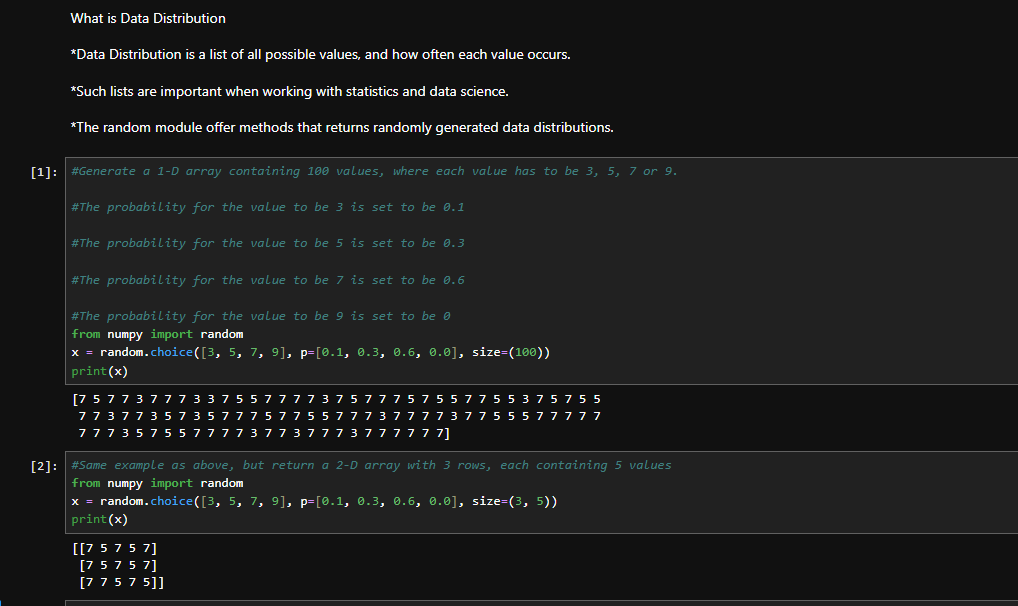 What is Data Distribution
*Data Distribution is a list of all possible values, and how often each value occurs.
*Such lists are important when working with statistics and data science.
*The random module offer methods that returns randomly generated data distributions.
[1]:
#Generate a 1-D array containing 100 values, where each value has to be 3, 5, 7 or 9.
#The probability for the value to be 3 is set to be 0.1
#The probability for the value to be 5 is set to be 0.3
#The probability for the value to be 7 is set to be 0.6
#The probability for the value to be 9 is set to be 0
from numpy import random
x = random.choice([3, 5, 7, 9], p=[0.1, 0.3, 0.6, 0.0], size=(100))
print(x)
[7 5 7 7 3 7 7 7 3 3 7 5 5 7 7 7 7 3 7 5 7 7 7 5 7 5 5 7 7 5 5 3 7 5 7 5 5
7 7 3 7 7 3 5 7 3 5 7 7 7 5 7 7 5 5 7 7 7 3 7 7 7 7 3 7 7 5 5 5 7 7 7 7 7
7 7 7 3 5 7 5 5 7 7 7 7 3 7 7 3 7 7 7 3 7 7 7 7 7 7]
[2]:
#Same example as above, but return a 2-D array with 3 rows, each containing 5 values
from numpy import random
x = random.choice([3, 5, 7, 9], p=[0.1, 0.3, 0.6, 0.0], size=(3, 5))
print(x)
[[7 5 7 5 7]
[7 5 7 5 7]
[7 7 5 7 5]]